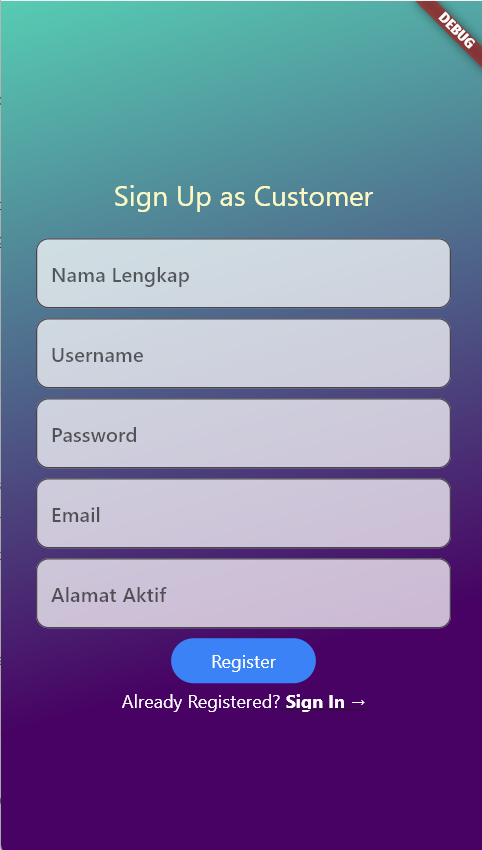 DEBUG
Sign Up as Customer
Nama Lengkap
Username
Password
Email
Alamat Aktif
Register
Already Registered? Sign In →